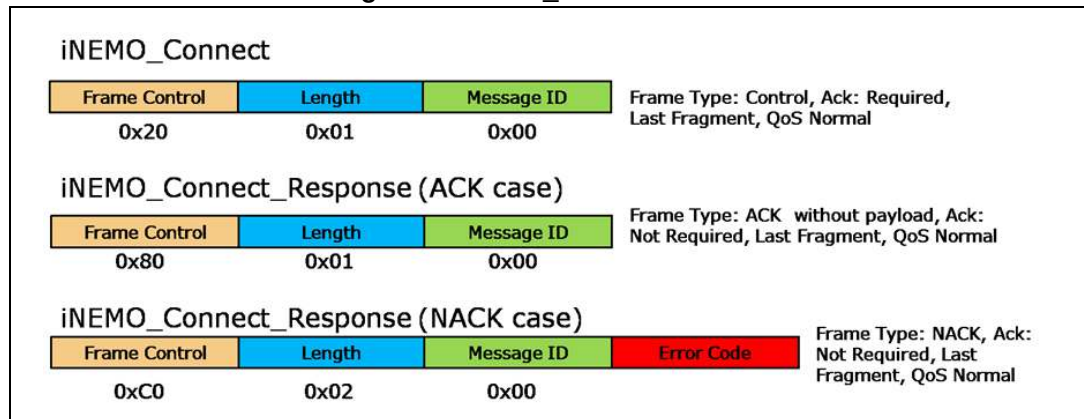 iNEMO_Connect
Frame Control Length Message ID
0x20 0x01 0x00
Frame Type: Control, Ack: Required,
Last Fragment, QoS Normal
iNEMO_Connect_Response (ACK case)
Frame Control Length Message ID
0x80 0x01 0x00
Frame Type: ACK without payload, Ack:
Not Required, Last Fragment, QoS Normal
iNEMO_Connect_Response (NACK case)
Frame Control Length Message ID Error Code
0xC0 0x02 0x00
Frame Type: NACK, Ack:
Not Required, Last
Fragment, QoS Normal